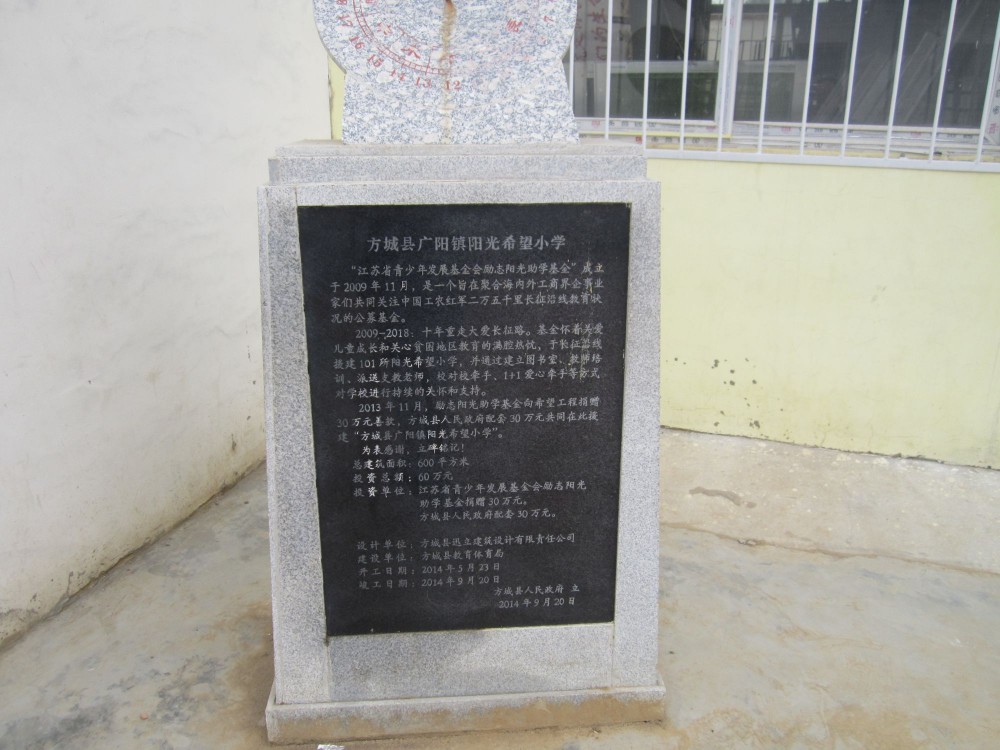 12
13
14
15
16
方城县广阳镇阳光希望小学
“江苏省青少年发展基金会励志阳光助学基金”成立
于2009年11月，是一个旨在聚合海内外工商界企事业
家们共同关注中国工农红军二万五千里长征沿线教育状
况的公募基金。
2009-2018：十年重走大爱长征路。基金怀着关爱
儿童成长和关心贫困地区教育的满腔热忱，于长征沿线
援建101所阳光希望小学，并通过建立图书室、教师培
训、派送支教老师，校对校牵手、1+1爱心牵手等方式
对学校进行持续的关怀和支持。
2013年11月，励志阳光助学基金向希望工程捐赠
30万元善款，方城县人民政府配套30万元共同在此援
建“方城县广阳镇阳光希望小学”。
为表感谢，立碑铭记！
总建筑面积：600平方米
投资总额：60万元
投资单位：江苏省青少年发展基金会励志阳光
助学基金捐赠30万元。
方城县人民政府配套30万元。
设计单位：方城县迅立建筑设计有限责任公司
建设单位：方城县教育体育局
开工日期：2014年5月23日
竣工日期：2014年9月20日
方城县人民政府 立
2014年9月20日